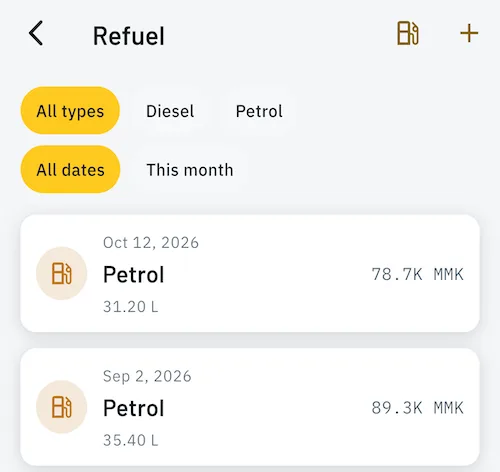 Refuel
All types Diesel Petrol
All dates This month
Oct 12, 2026
Petrol 78.7K MMK
31.20 L
Sep 2, 2026
Petrol 89.3K MMK
35.40 L